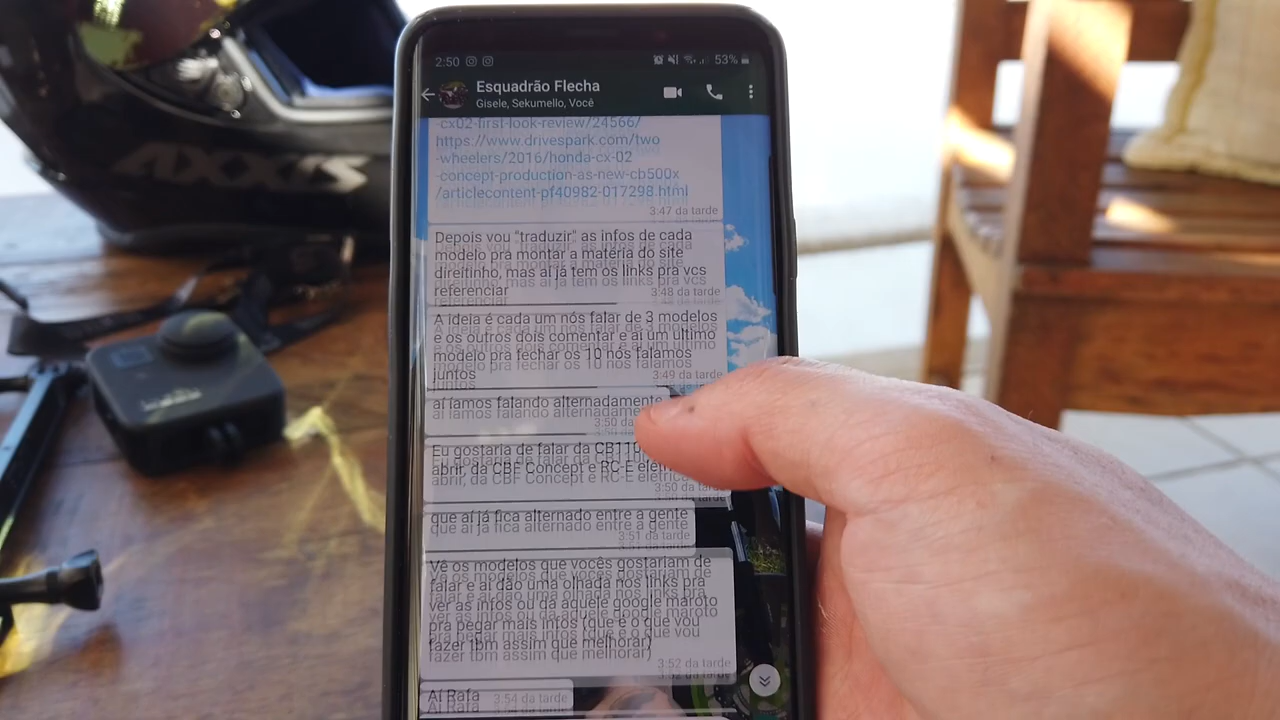 AXXIS
2:50
53%
Esquadrão Flecha
Gisele, Sekumello, Você
-cx02-first-look-review/24566/
https://www.drivespark.com/two
-wheelers/2016/honda-cx-02
-concept-production-as-new-cb500x
/articlecontent-pf40982-017298.html
3:47 da tarde
Depois vou "traduzir" as infos de cada
modelo pra montar a matéria do site
direitinho, mas aí já tem os links pra vcs
referenciar
3:48 da tarde
A ideia é cada um nós falar de 3 modelos
e os outros dois comentar e aí um último
modelo pra fechar os 10 nós falamos
juntos
3:49 da tarde
aí íamos falando alternadamente
3:50 da
Eu gostaria de falar da CB110
abrir, da CBF Concept e RC-E
3:50 da tarde
que aí já fica alternado entre a gente
3:51 da tarde
Vê os modelos que vocês gostariam de
falar e aí dão uma olhada nos links pra
ver as infos ou da aquele google maroto
pra pegar mais infos (que é o que vou
fazer tbm assim que melhorar)
3:52 da tarde
Aí Rafa
3:54 da tarde